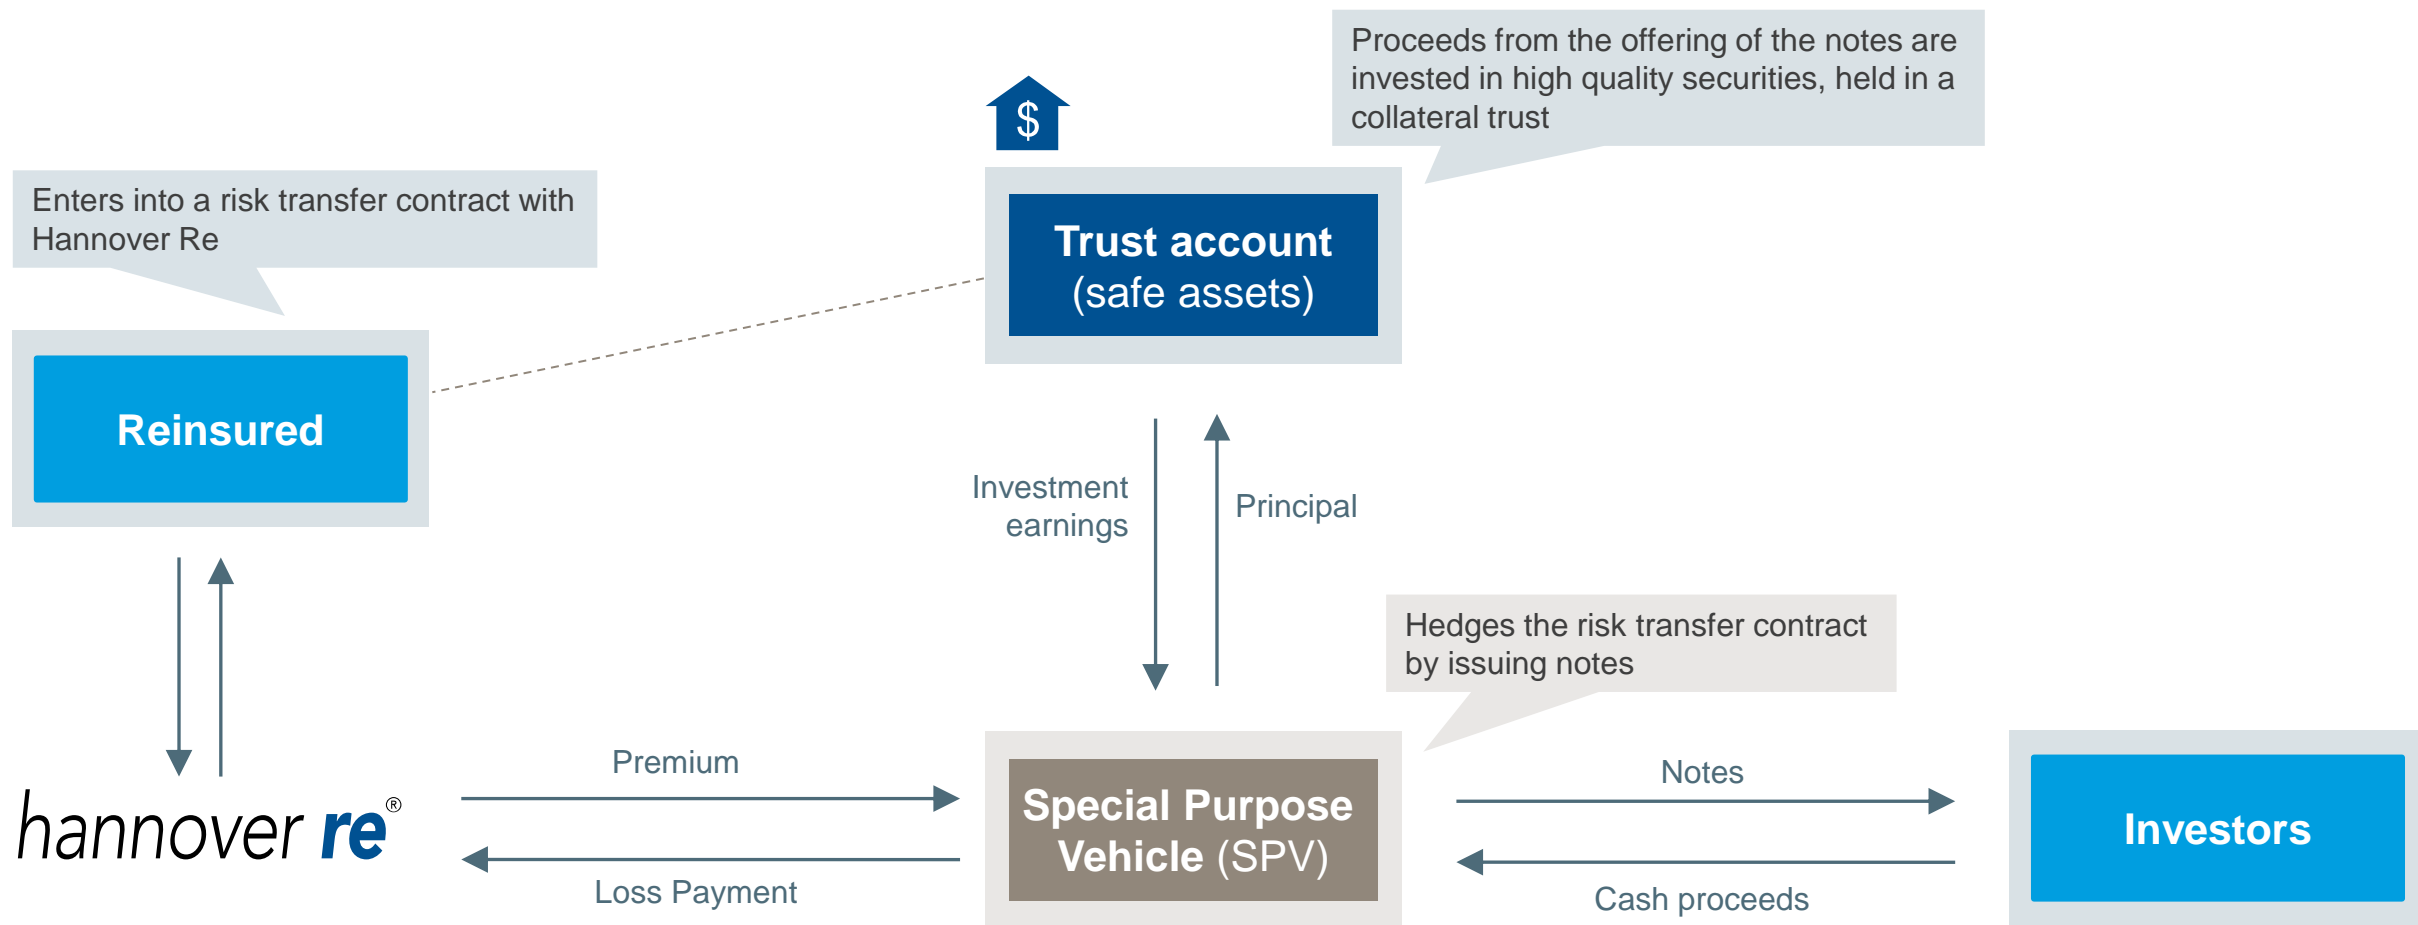 Proceeds from the offering of the notes are
invested in high quality securities, held in a
collateral trust
$
Enters into a risk transfer contract with
Hannover Re
Trust account
(safe assets)
Reinsured
Investment
earnings
Principal
Hedges the risk transfer contract
by issuing notes
Premium
Notes
hannover re®
Special Purpose
Vehicle (SPV)
Investors
Loss Payment
Cash proceeds